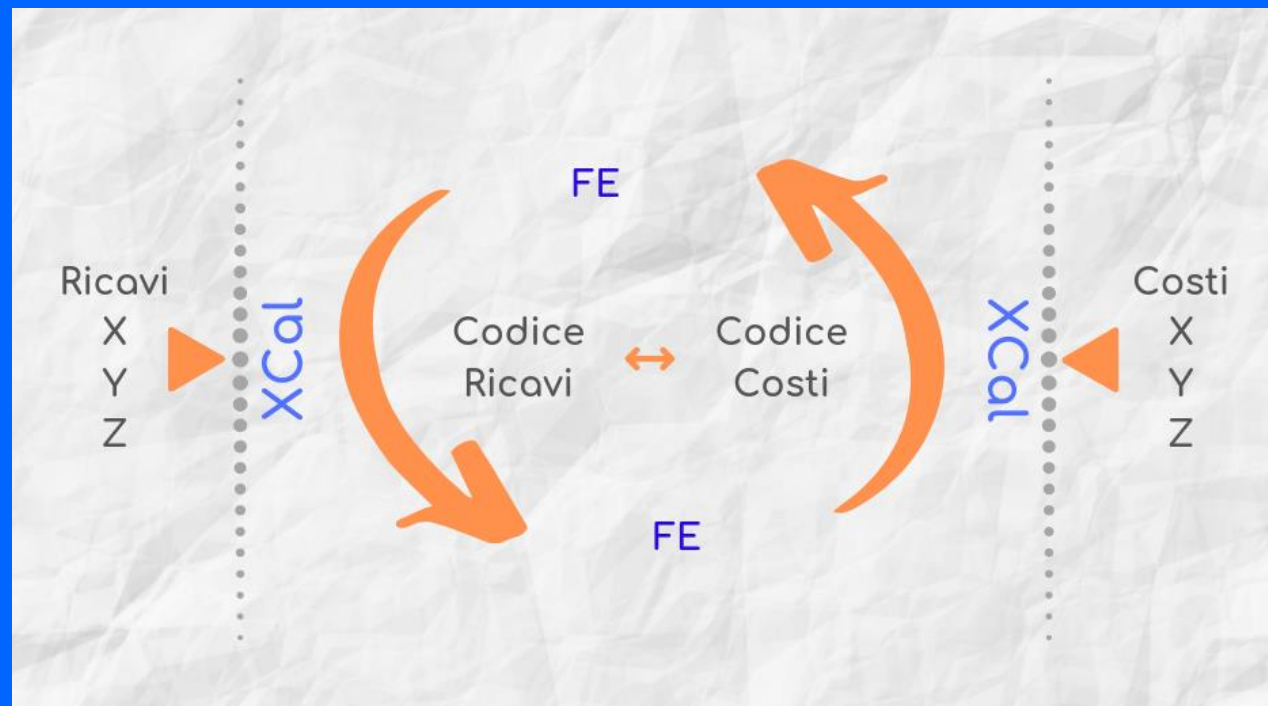 FE
Ricavi
X
Y
Z
XCal
Codice
Ricavi
Codice
Costi
XCal
Costi
X
Y
Z
FE